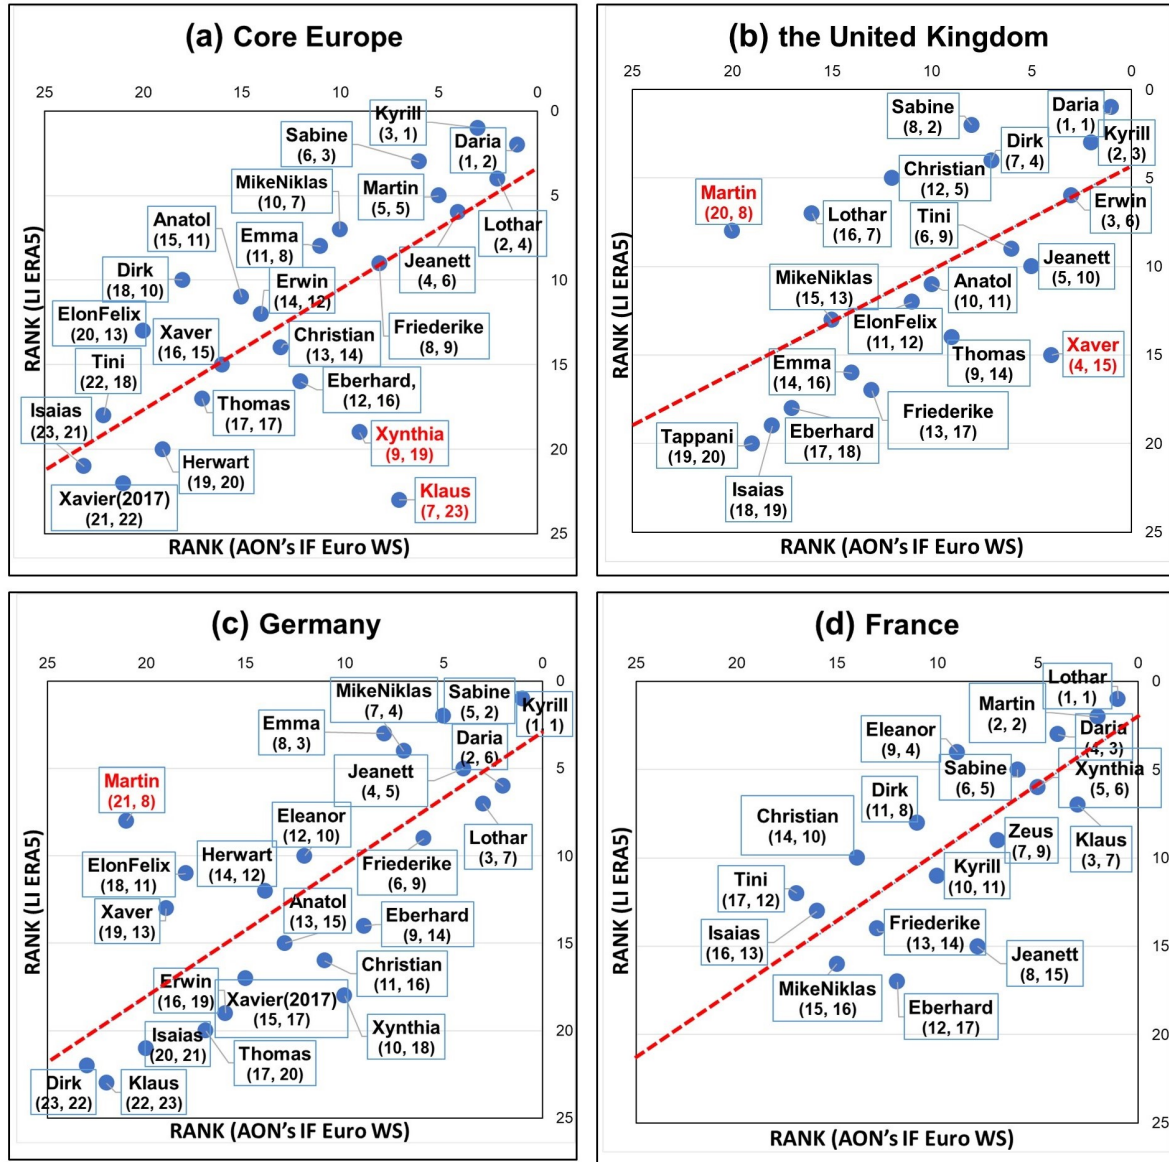 (a) Core Europe
25 20 15 10 5 0
0
5
10
15
20
25
RANK (LI ERA5)
RANK (AON's IF Euro WS)
Kyrill
(3, 1)
Daria
(1, 2)
Sabine
(6, 3)
MikeNiklas
(10, 7)
Martin
(5, 5)
Lothar
(2, 4)
Anatol
(15, 11)
Emma
(11, 8)
Jeanett
(4, 6)
Dirk
(18, 10)
Erwin
(14, 12)
ElonFelix
(20, 13)
Xaver
(16, 15)
Christian
(13, 14)
Friederike
(8, 9)
Tini
(22, 18)
Eberhard,
(12, 16)
Isaias
(23, 21)
Thomas
(17, 17)
Xynthia
(9, 19)
Herwart
(19, 20)
Klaus
(7, 23)
Xavier(2017)
(21, 22)
(b) the United Kingdom
25 20 15 10 5 0
0
5
10
15
20
25
RANK (LI ERA5)
RANK (AON's IF Euro WS)
Sabine
(8, 2)
Daria
(1, 1)
Dirk
(7, 4)
Kyrill
(2, 3)
Christian
(12, 5)
Martin
(20, 8)
Lothar
(16, 7)
Tini
(6, 9)
Erwin
(3, 6)
Jeanett
(5, 10)
MikeNiklas
(15, 13)
Anatol
(10, 11)
ElonFelix
(11, 12)
Xaver
(4, 15)
Thomas
(9, 14)
Emma
(14, 16)
Friederike
(13, 17)
Eberhard
(17, 18)
Tappani
(19, 20)
Isaias
(18, 19)
(c) Germany
25 20 15 10 5 0
0
5
10
15
20
25
RANK (LI ERA5)
RANK (AON's IF Euro WS)
MikeNiklas
(7, 4)
Sabine
(5, 2)
Kyrill
(1, 1)
Emma
(8, 3)
Daria
(2, 6)
Jeanett
(4, 5)
Martin
(21, 8)
Eleanor
(12, 10)
Lothar
(3, 7)
Herwart
(14, 12)
ElonFelix
(18, 11)
Friederike
(6, 9)
Xaver
(19, 13)
Anatol
(13, 15)
Eberhard
(9, 14)
Christian
(11, 16)
Erwin
(16, 19)
Xavier(2017)
(15, 17)
Xynthia
(10, 18)
Isaias
(20, 21)
Thomas
(17, 20)
Dirk
(23, 22)
Klaus
(22, 23)
(d) France
25 20 15 10 5 0
0
5
10
15
20
25
RANK (LI ERA5)
RANK (AON's IF Euro WS)
Lothar
(1, 1)
Martin
(2, 2)
Daria
(4, 3)
Eleanor
(9, 4)
Sabine
(6, 5)
Xynthia
(5, 6)
Dirk
(11, 8)
Christian
(14, 10)
Zeus
(7, 9)
Klaus
(3, 7)
Kyrill
(10, 11)
Tini
(17, 12)
Isaias
(16, 13)
Friederike
(13, 14)
Jeanett
(8, 15)
MikeNiklas
(15, 16)
Eberhard
(12, 17)